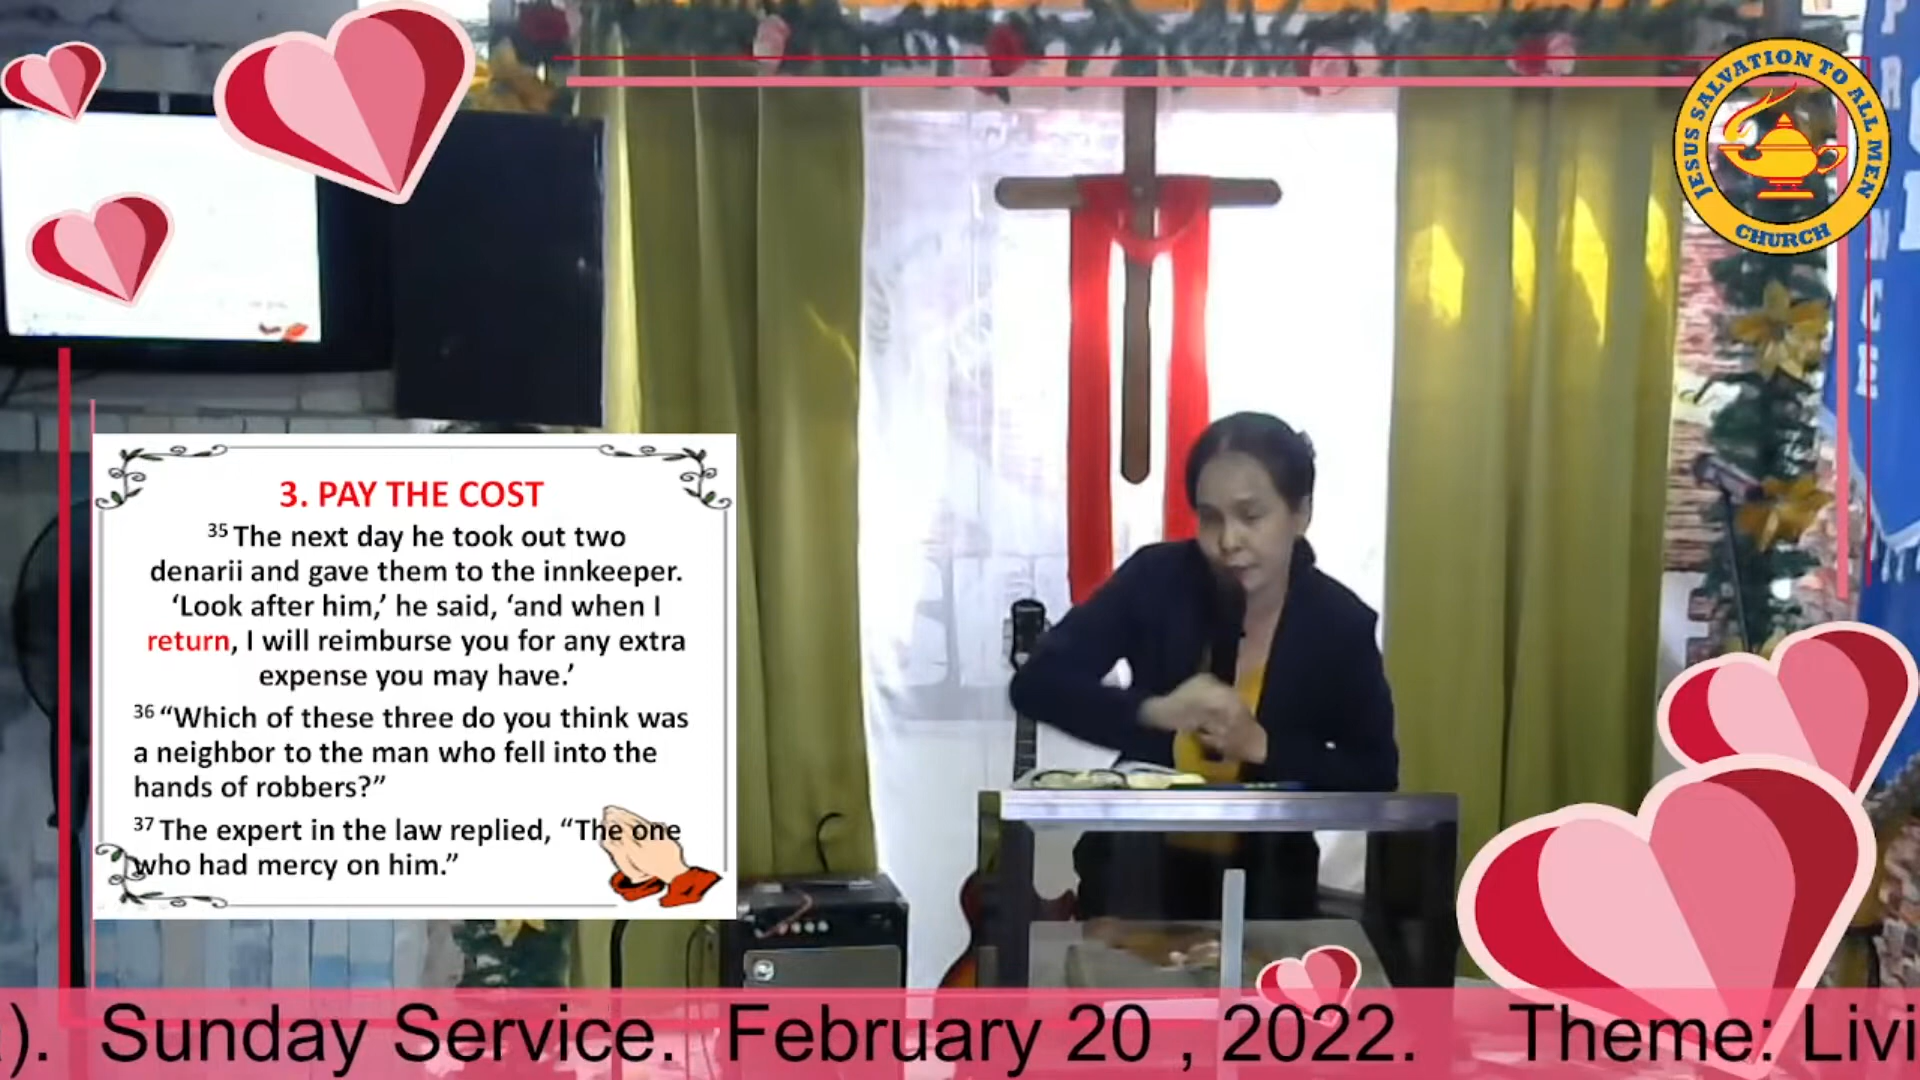 JESUS SALVATION TO ALL MEN
CHURCH
3. PAY THE COST
35 The next day he took out two
denarii and gave them to the innkeeper.
‘Look after him,’ he said, ‘and when I
return, I will reimburse you for any extra
expense you may have.’
36 “Which of these three do you think was
a neighbor to the man who fell into the
hands of robbers?”
37 The expert in the law replied, “The one
who had mercy on him.”
). Sunday Service. February 20 , 2022. Theme: Livi